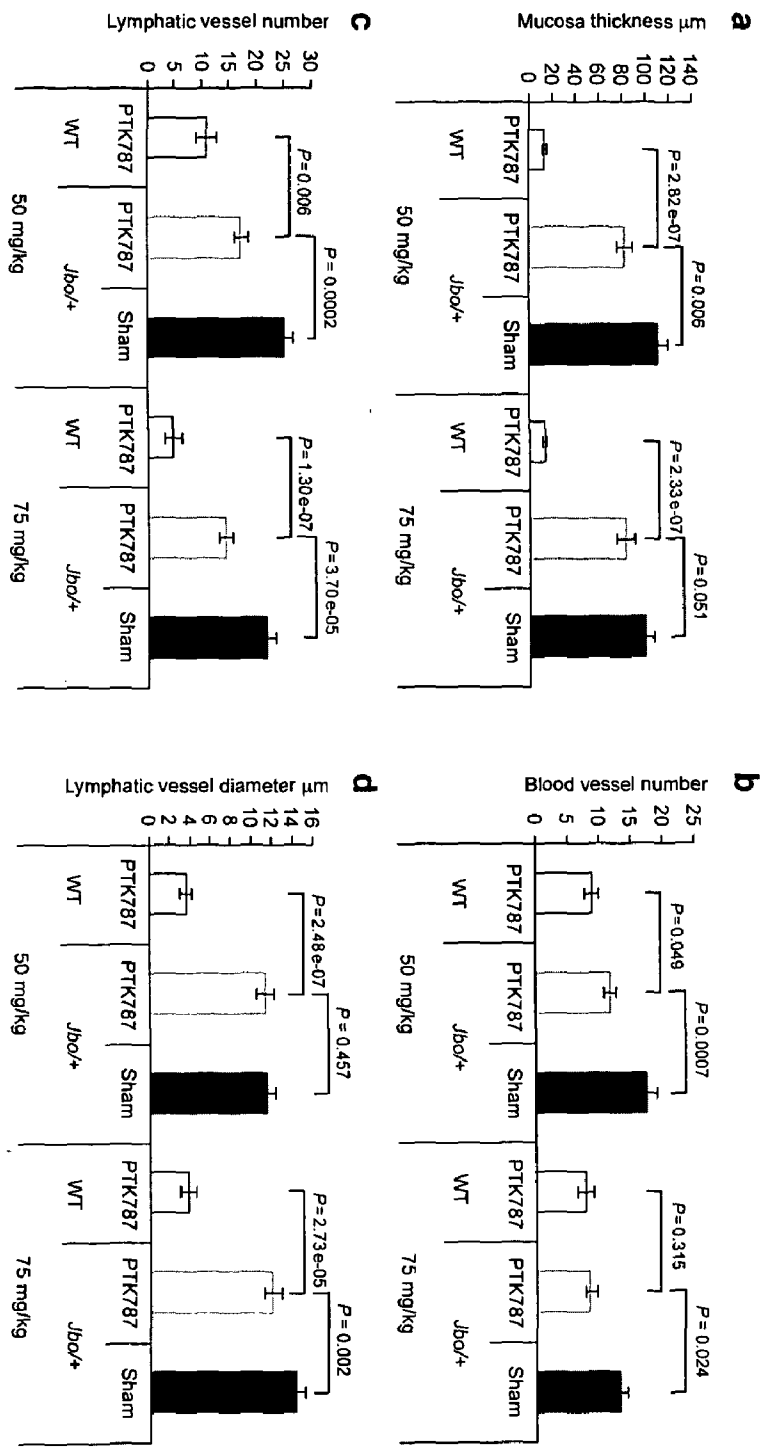 a
Mucosa thickness μm
140
120
100
80
60
40
20
0
P=2.82e-07
P=0.006
P=2.33e-07
P=0.051
PTK787
PTK787
Sham
PTK787
PTK787
Sham
WT
Jbo/+
WT
Jbo/+
50 mg/kg
75 mg/kg
b
Blood vessel number
25
20
15
10
5
0
P=0.049
P=0.0007
P=0.315
P=0.024
PTK787
PTK787
Sham
PTK787
PTK787
Sham
WT
Jbo/+
WT
Jbo/+
50 mg/kg
75 mg/kg
c
Lymphatic vessel number
30
25
20
15
10
5
0
P=0.006
P=0.0002
P=1.30e-07
P=3.70e-05
PTK787
PTK787
Sham
PTK787
PTK787
Sham
WT
Jbo/+
WT
Jbo/+
50 mg/kg
75 mg/kg
d
Lymphatic vessel diameter μm
16
14
12
10
8
6
4
2
0
P=2.48e-07
P=0.457
P=2.73e-05
P=0.002
PTK787
PTK787
Sham
PTK787
PTK787
Sham
WT
Jbo/+
WT
Jbo/+
50 mg/kg
75 mg/kg